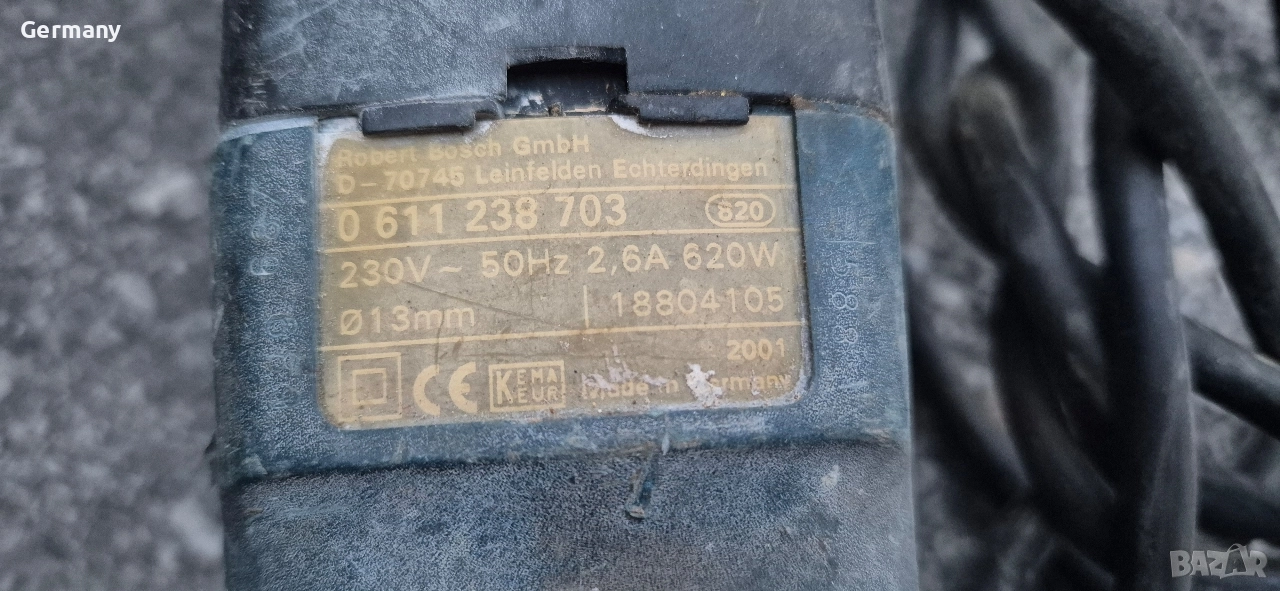 Germany
Robert Bosch GmbH
D-70745 Leinfelden Echterdingen
0 611 238 703 820
230V~ 50Hz 2,6A 620W
Ø13mm | 18804105
2001
CE KEMA EUR Made in Germany
BAZAR